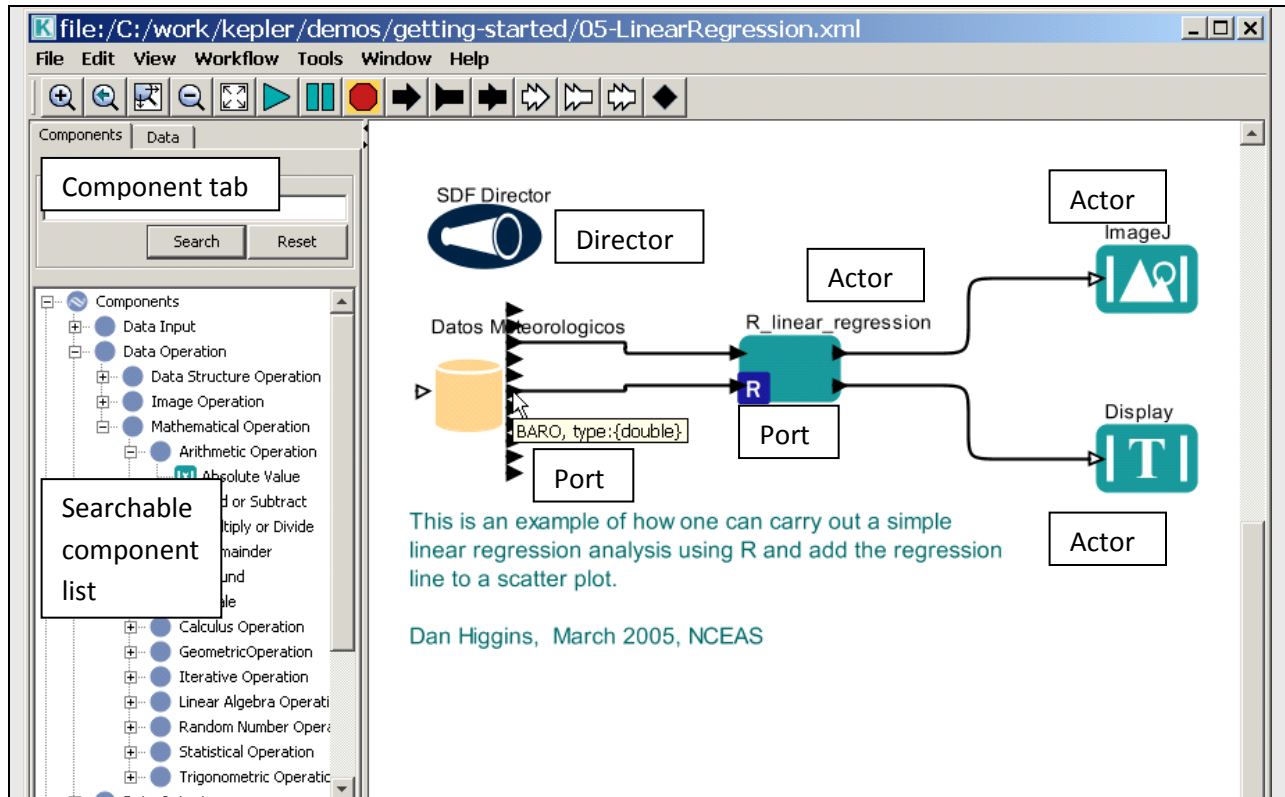 file:/C:/work/kepler/demos/getting-started/05-LinearRegression.xml
File Edit View Workflow Tools Window Help
Components Data
Component tab
Search Reset
Components
Data Input
Data Operation
Data Structure Operation
Image Operation
Mathematical Operation
Arithmetic Operation
Absolute Value
or Subtract
or Divide
Searchable
component
list
Calculus Operation
GeometricOperation
Iterative Operation
Linear Algebra Operati
Random Number Opera
Statistical Operation
Trigonometric Operatic
SDF Director
Director
Datos Meteorologicos
BARO, type:{double}
Port
Actor
R_linear_regression
R
Port
Actor
ImageJ
Display
T
Actor
This is an example of how one can carry out a simple
linear regression analysis using R and add the regression
line to a scatter plot.
Dan Higgins, March 2005, NCEAS